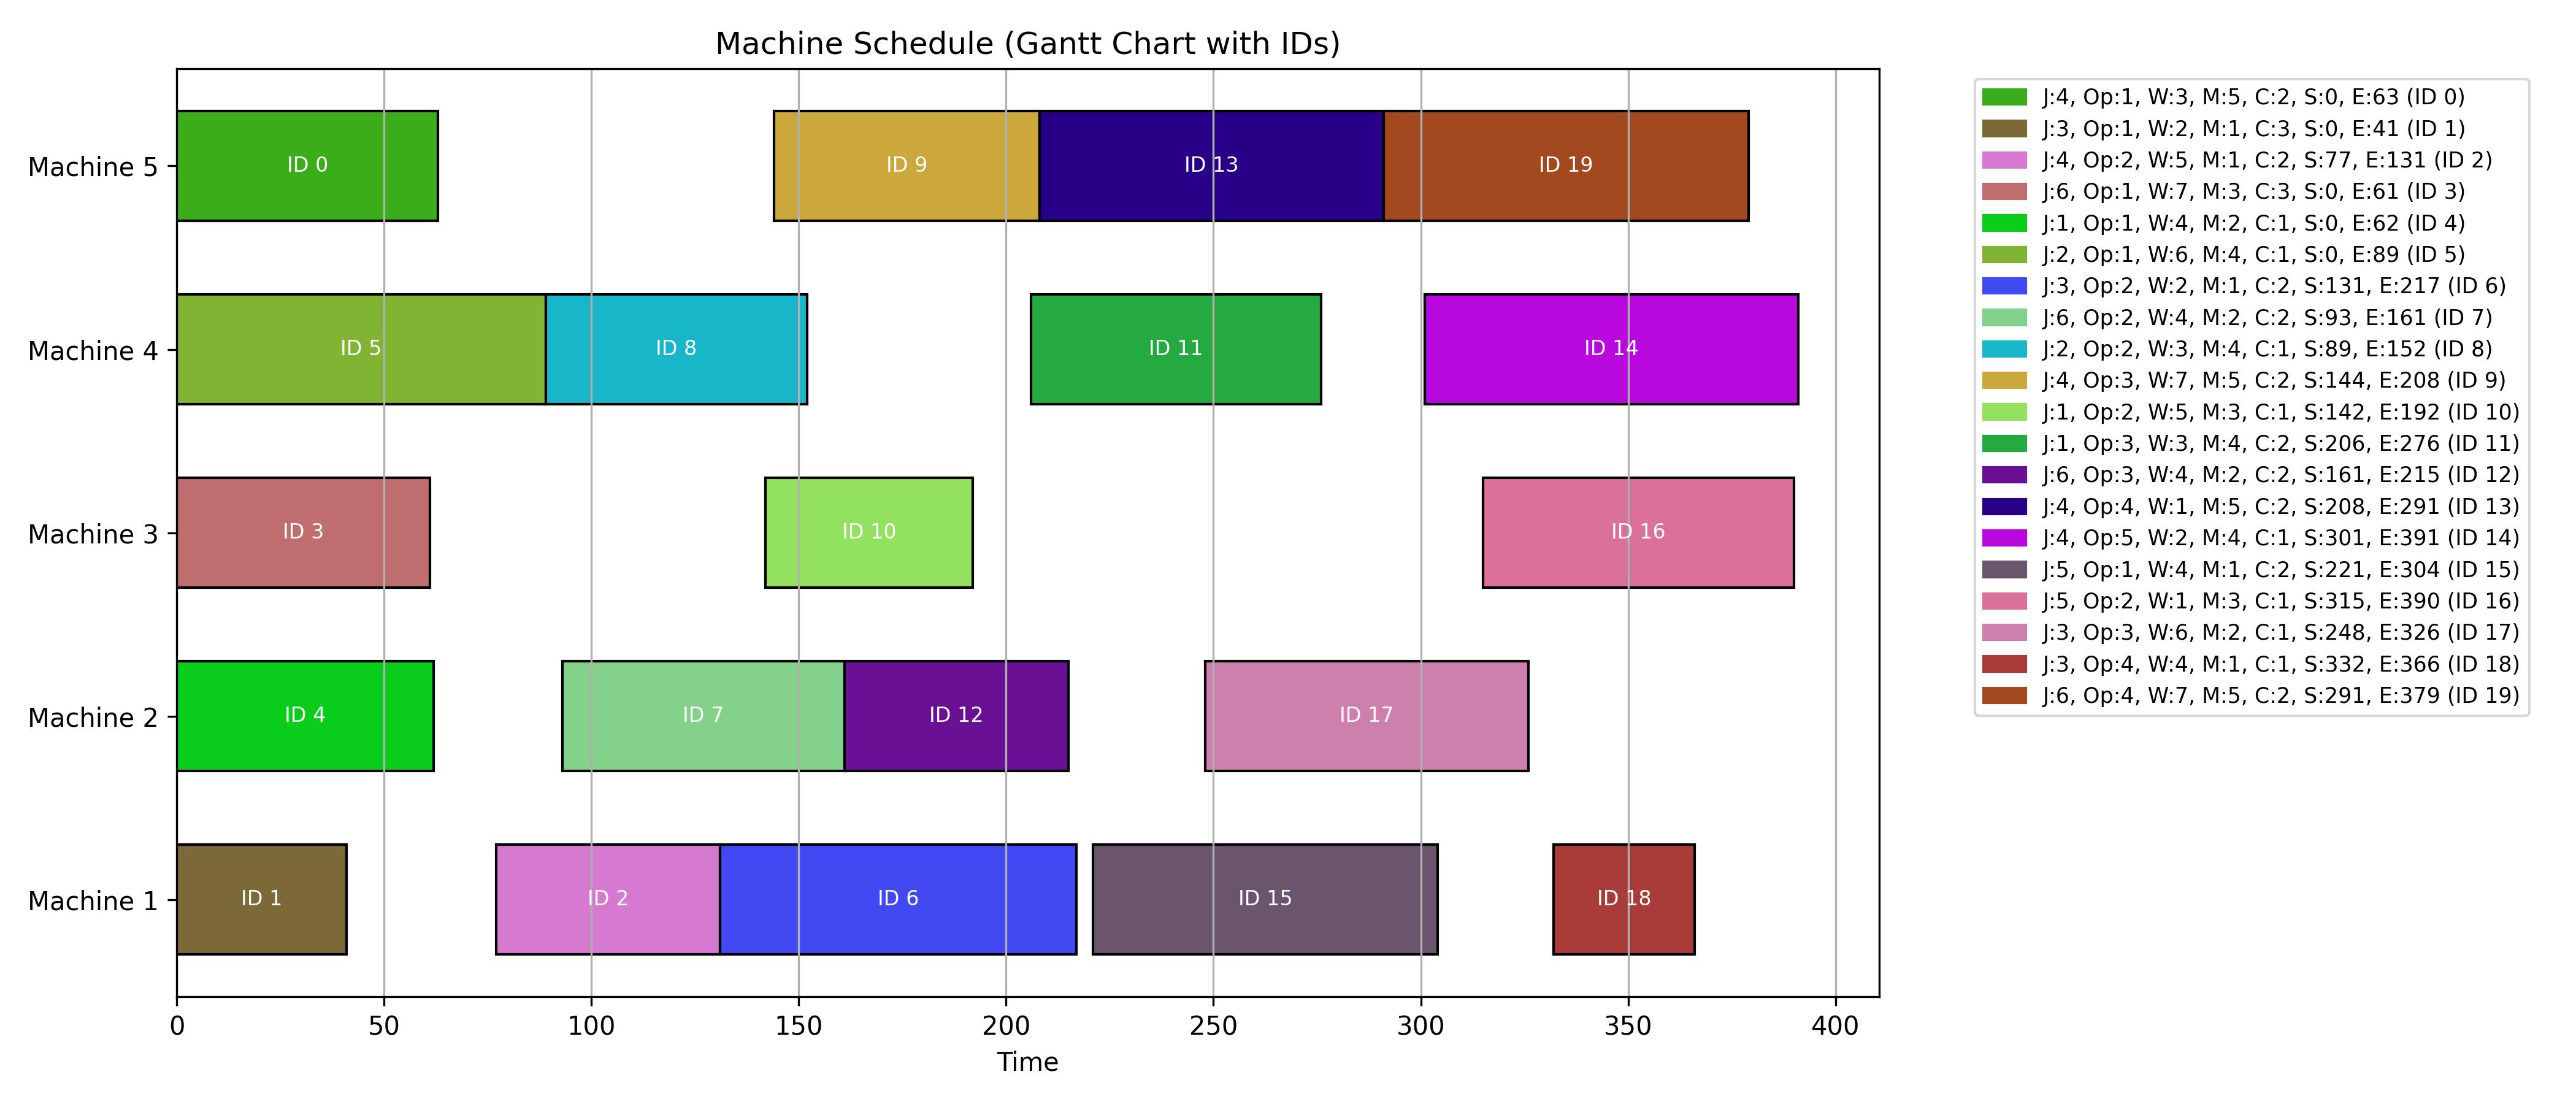 Machine Schedule (Gantt Chart with IDs)
Machine 5
ID 0
ID 9
ID 13
ID 19
Machine 4
ID 5
ID 8
ID 11
ID 14
Machine 3
ID 3
ID 10
ID 16
Machine 2
ID 4
ID 7
ID 12
ID 17
Machine 1
ID 1
ID 2
ID 6
ID 15
ID 18
0 50 100 150 200 250 300 350 400
Time
J:4, Op:1, W:3, M:5, C:2, S:0, E:63 (ID 0)
J:3, Op:1, W:2, M:1, C:3, S:0, E:41 (ID 1)
J:4, Op:2, W:5, M:1, C:2, S:77, E:131 (ID 2)
J:6, Op:1, W:7, M:3, C:3, S:0, E:61 (ID 3)
J:1, Op:1, W:4, M:2, C:1, S:0, E:62 (ID 4)
J:2, Op:1, W:6, M:4, C:1, S:0, E:89 (ID 5)
J:3, Op:2, W:2, M:1, C:2, S:131, E:217 (ID 6)
J:6, Op:2, W:4, M:2, C:2, S:93, E:161 (ID 7)
J:2, Op:2, W:3, M:4, C:1, S:89, E:152 (ID 8)
J:4, Op:3, W:7, M:5, C:2, S:144, E:208 (ID 9)
J:1, Op:2, W:5, M:3, C:1, S:142, E:192 (ID 10)
J:1, Op:3, W:3, M:4, C:2, S:206, E:276 (ID 11)
J:6, Op:3, W:4, M:2, C:2, S:161, E:215 (ID 12)
J:4, Op:4, W:1, M:5, C:2, S:208, E:291 (ID 13)
J:4, Op:5, W:2, M:4, C:1, S:301, E:391 (ID 14)
J:5, Op:1, W:4, M:1, C:2, S:221, E:304 (ID 15)
J:5, Op:2, W:1, M:3, C:1, S:315, E:390 (ID 16)
J:3, Op:3, W:6, M:2, C:1, S:248, E:326 (ID 17)
J:3, Op:4, W:4, M:1, C:1, S:332, E:366 (ID 18)
J:6, Op:4, W:7, M:5, C:2, S:291, E:379 (ID 19)